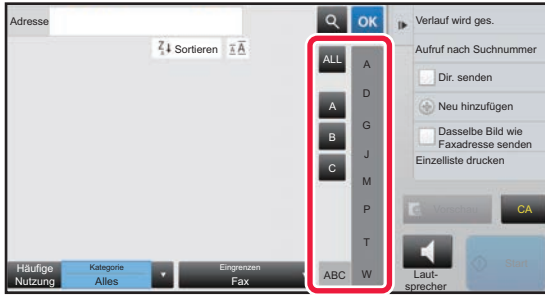 Adresse
OK
Verlauf wird ges.
Sortieren
ALL
A
D
G
J
M
P
T
W
A
B
C
ABC
Aufruf nach Suchnummer
Dir. senden
Neu hinzufügen
Dasselbe Bild wie
Faxadresse senden
Einzelliste drucken
CA
Häufige
Nutzung
Kategorie
Alles
Eingrenzen
Fax
Laut-
sprecher
Start